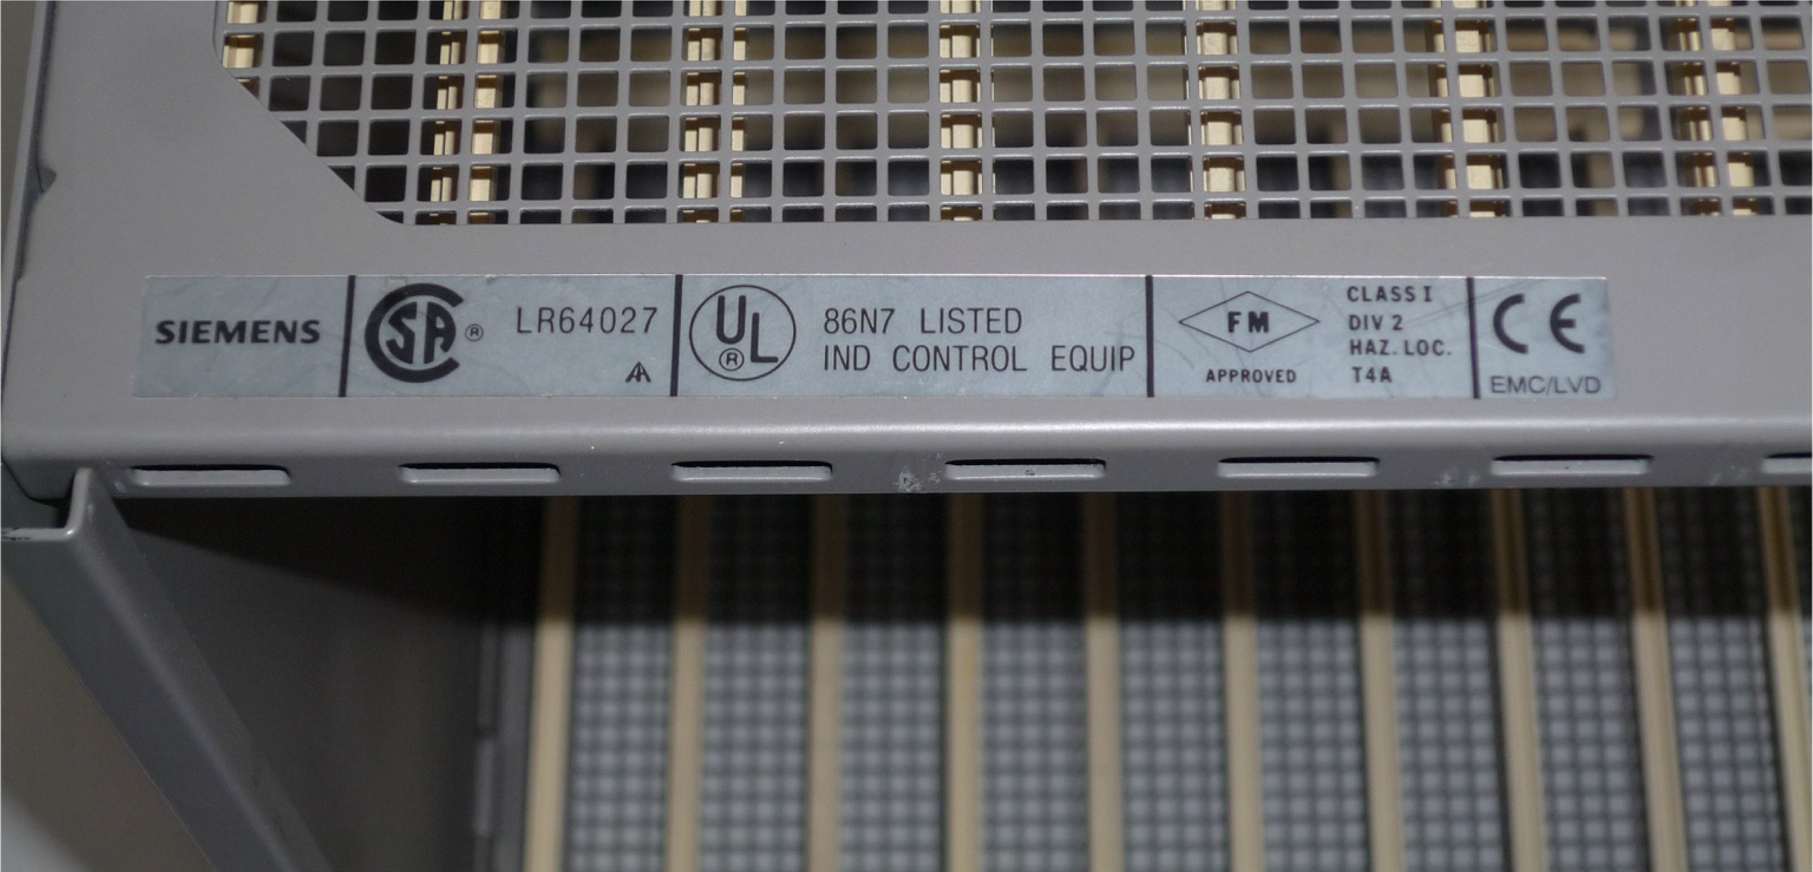 SIEMENS
SA ® LR64027
UL ® 86N7 LISTED
IND CONTROL EQUIP
FM
APPROVED
CLASS I
DIV 2
HAZ. LOC.
T4A
CE
EMC/LVD